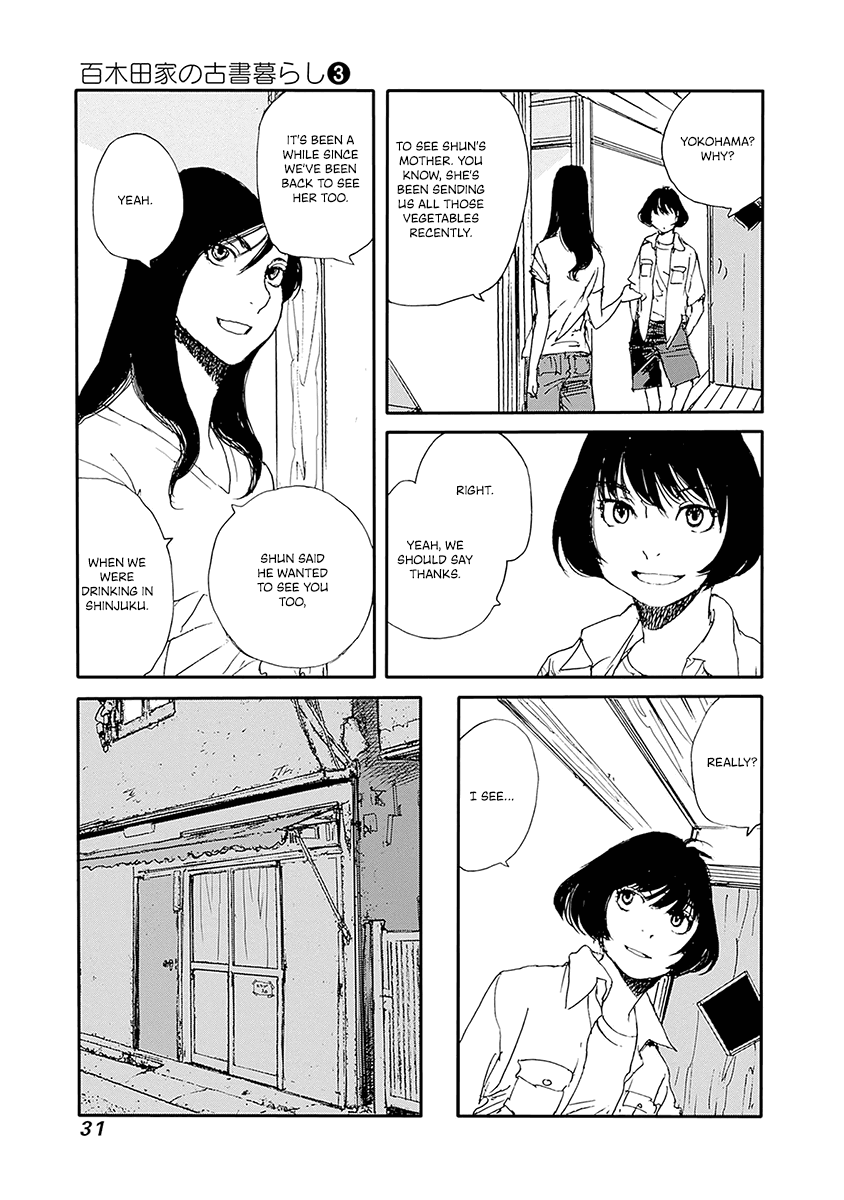 百木田家の古書暮らし❸
YOKOHAMA?
WHY?
TO SEE SHUN'S
MOTHER. YOU
KNOW, SHE'S
BEEN SENDING
US ALL THOSE
VEGETABLES
RECENTLY.
RIGHT.
YEAH, WE
SHOULD SAY
THANKS.
IT'S BEEN A
WHILE SINCE
WE'VE BEEN
BACK TO SEE
HER TOO.
YEAH.
SHUN SAID
HE WANTED
TO SEE YOU
TOO,
WHEN WE
WERE
DRINKING IN
SHINJUKU.
REALLY?
I SEE...
31